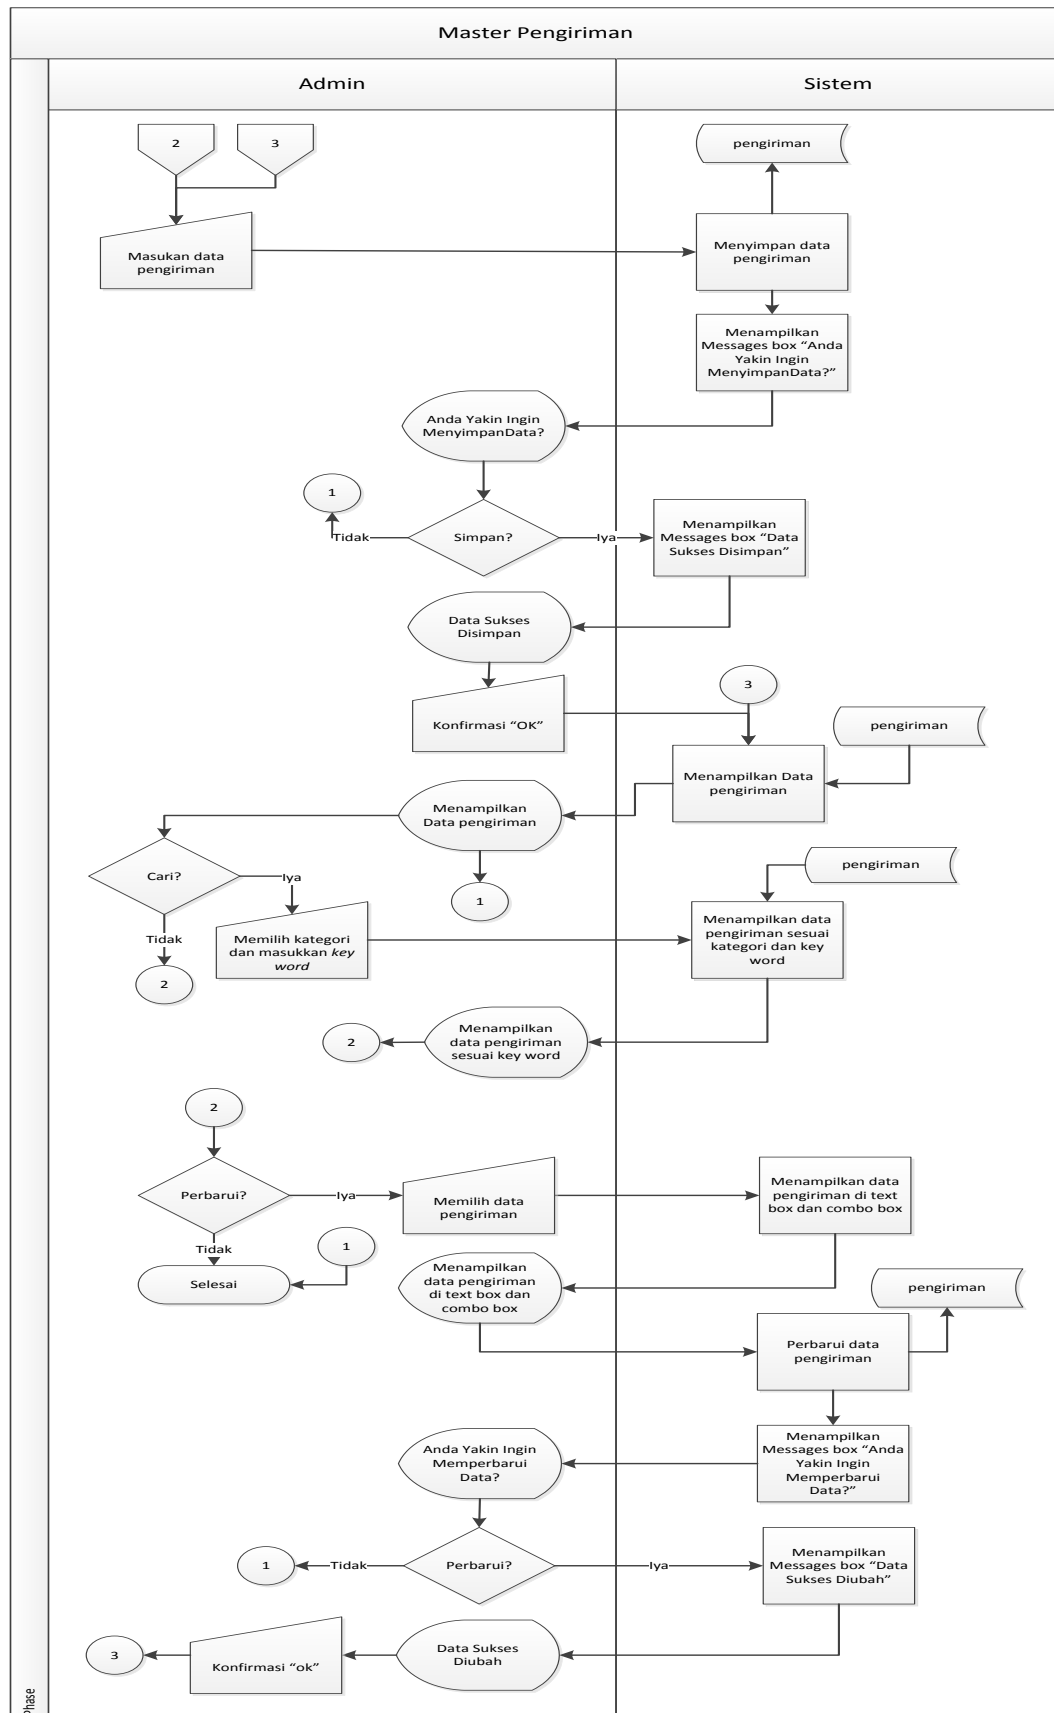 Master Pengiriman
Admin
Sistem
2
3
pengiriman
Masukan data
pengiriman
Menyimpan data
pengiriman
Menampilkan
Messages box “Anda
Yakin Ingin
MenyimpanData?”
Anda Yakin Ingin
MenyimpanData?
1
Tidak
Simpan?
Iya
Menampilkan
Messages box “Data
Sukses Disimpan”
Data Sukses
Disimpan
3
Konfirmasi “OK”
pengiriman
Menampilkan Data
pengiriman
Menampilkan
Data pengiriman
Cari?
Iya
1
pengiriman
Tidak
Memilih kategori
dan masukkan key
word
Menampilkan data
pengiriman sesuai
kategori dan key
word
2
2
Menampilkan
data pengiriman
sesuai key word
2
Perbarui?
Iya
Memilih data
pengiriman
Menampilkan data
pengiriman di text
box dan combo box
Tidak
1
Selesai
Menampilkan
data pengiriman
di text box dan
combo box
pengiriman
Perbarui data
pengiriman
Anda Yakin Ingin
Memperbarui
Data?
Menampilkan
Messages box “Anda
Yakin Ingin
Memperbarui
Data?”
1
Tidak
Perbarui?
Iya
Menampilkan
Messages box “Data
Sukses Diubah”
3
Konfirmasi “ok”
Data Sukses
Diubah
Phase